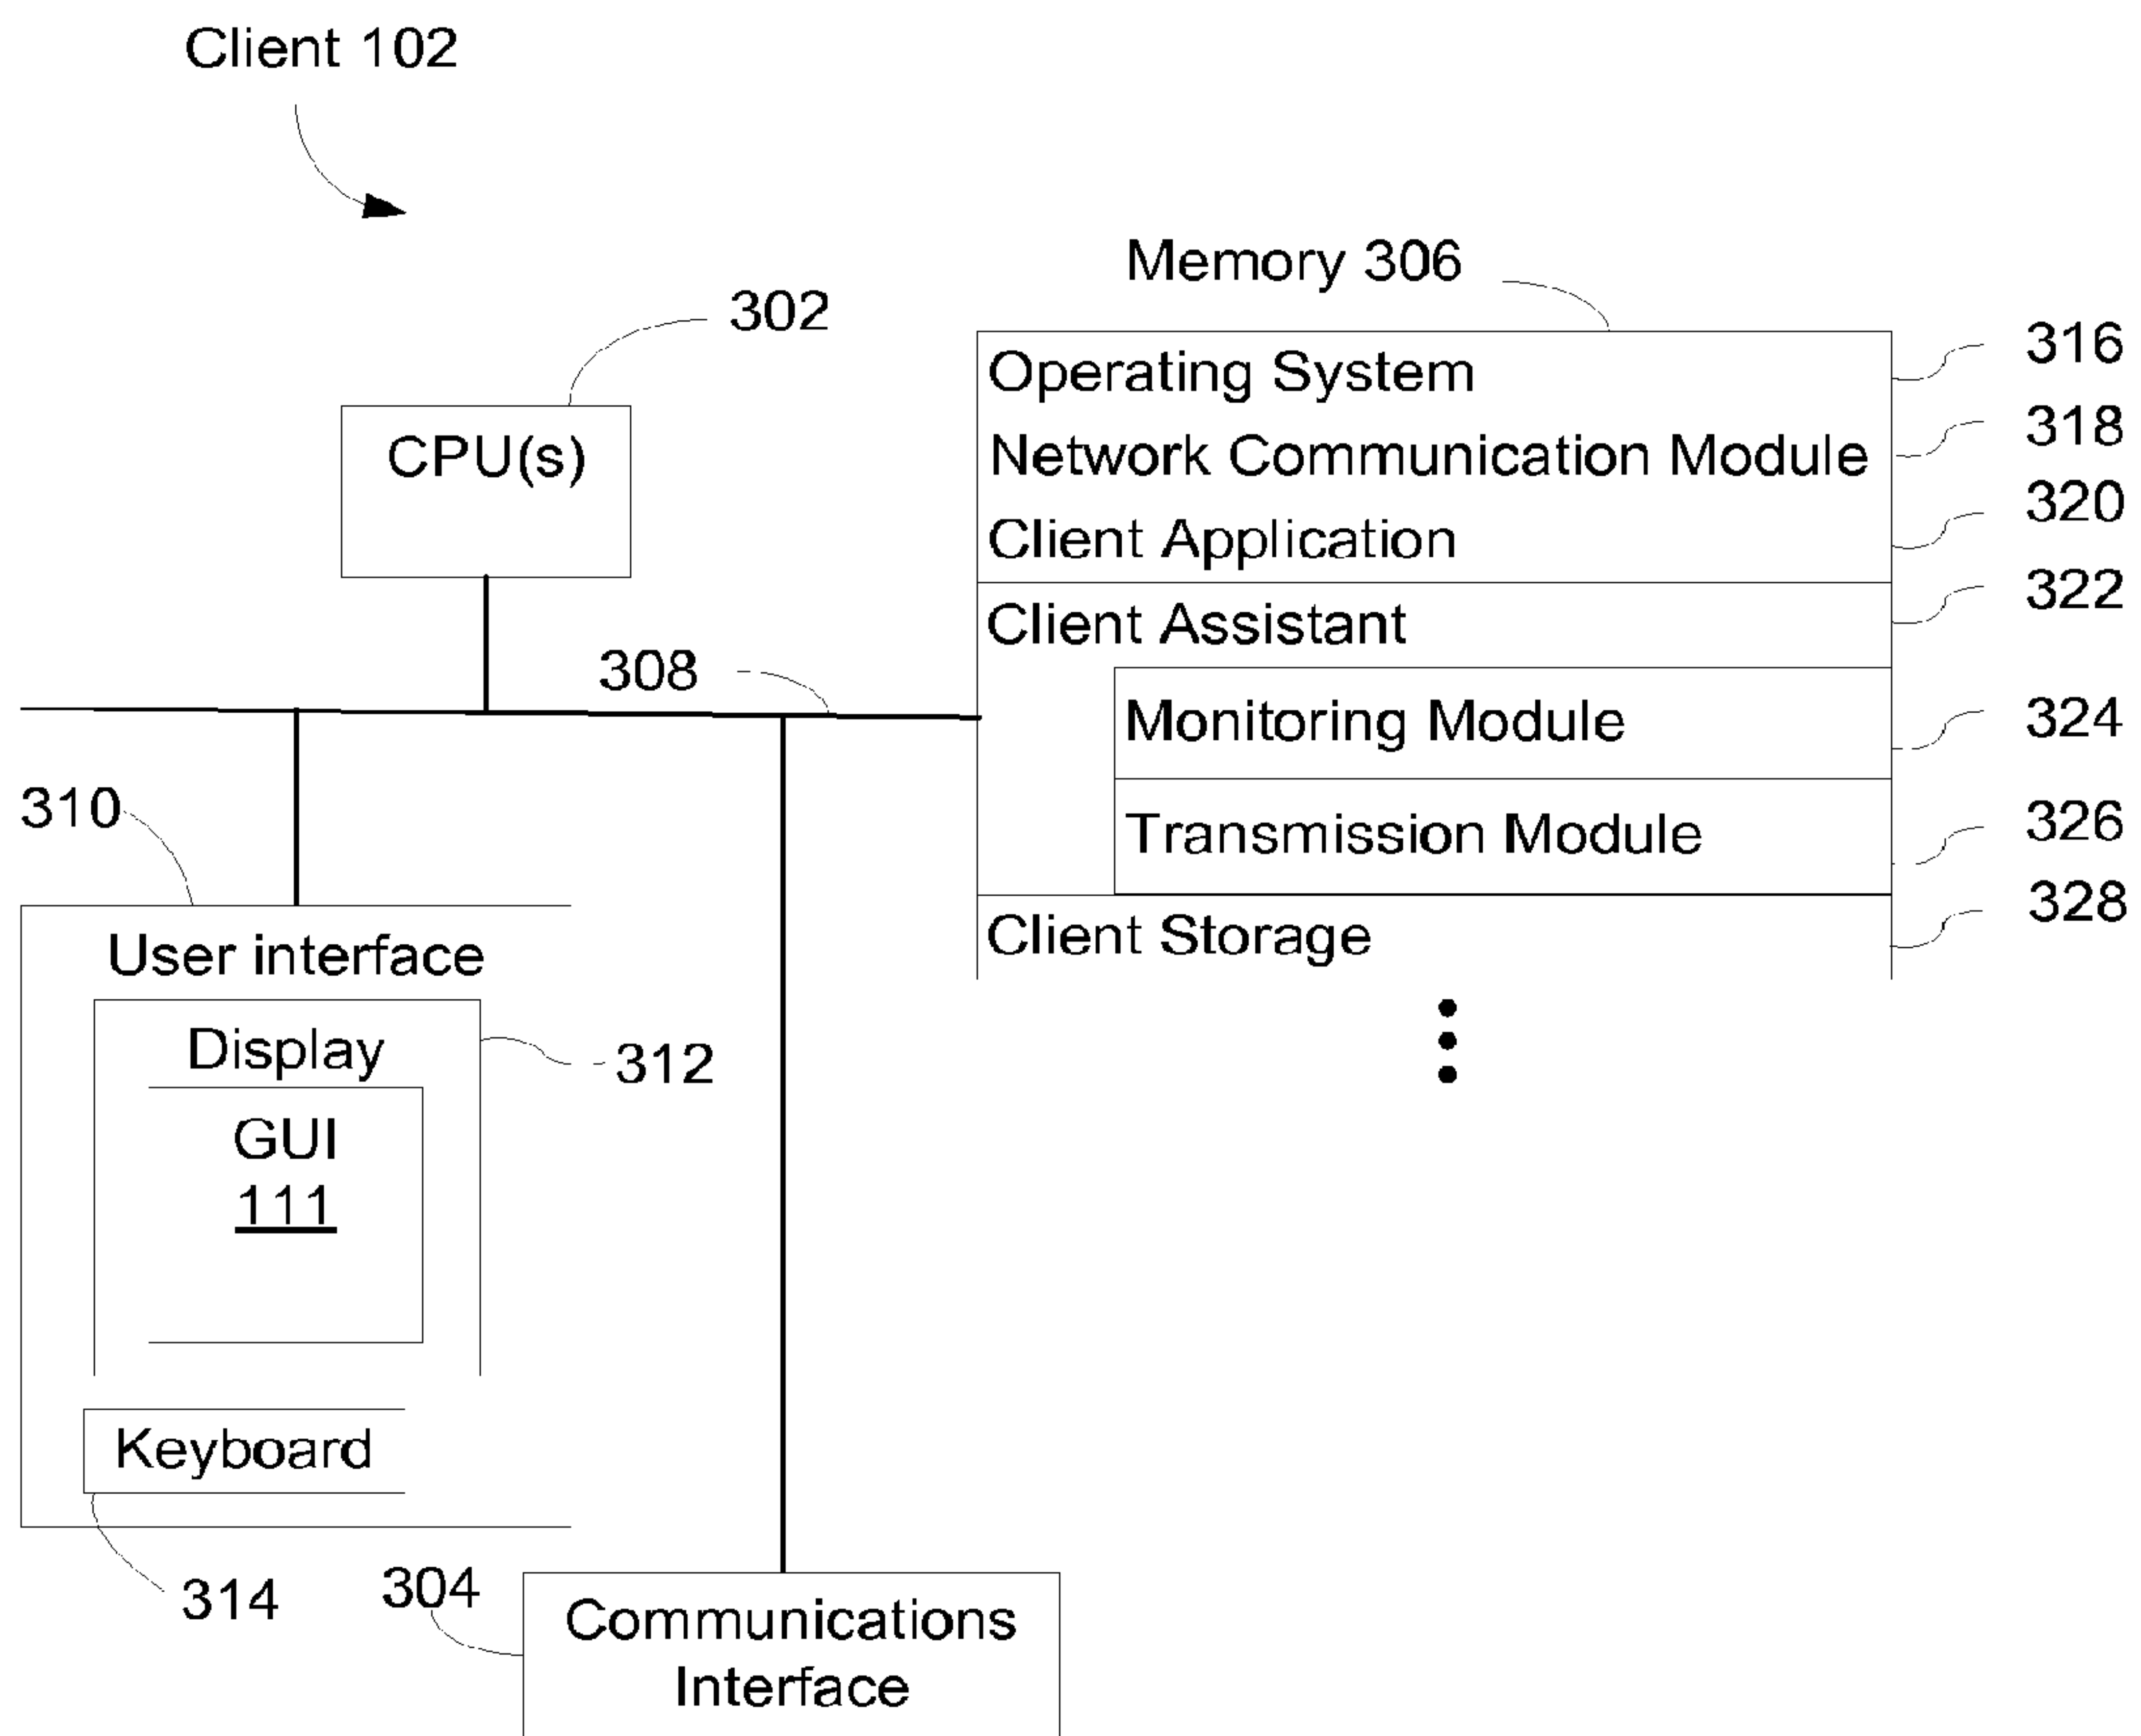 Client 102
302
CPU(s)
308
Memory 306
Operating System
316
Network Communication Module
318
Client Application
320
Client Assistant
322
Monitoring Module
324
Transmission Module
326
Client Storage
328
310
User interface
Display
312
GUI
111
Keyboard
314
304
Communications
Interface